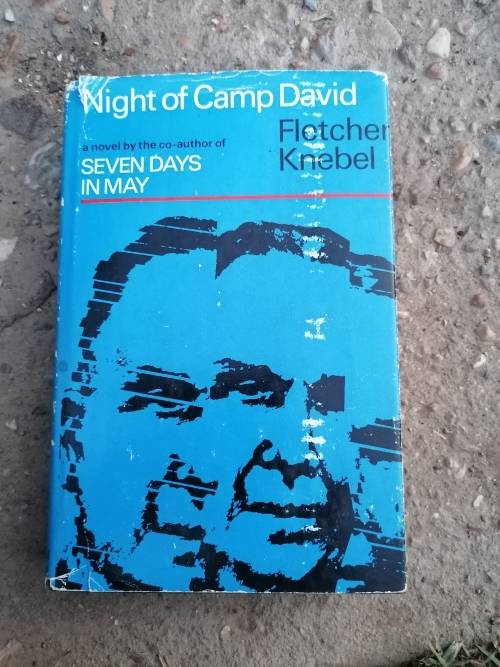 Night of Camp David
Fletcher
Knebel
a novel by the co-author of
SEVEN DAYS
IN MAY